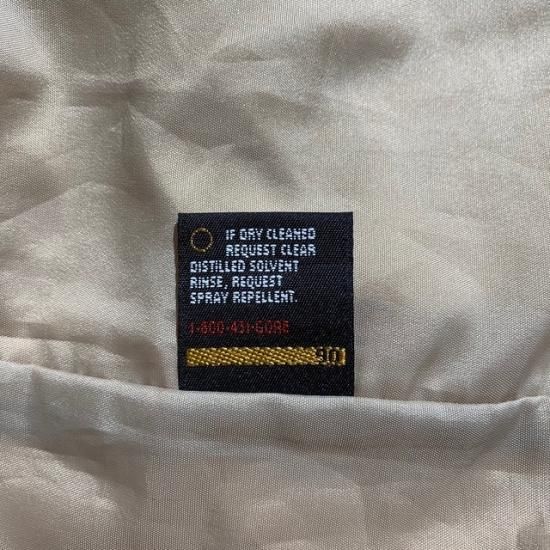 IF DRY CLEANED
REQUEST CLEAR
DISTILLED SOLVENT
RINSE, REQUEST
SPRAY REPELLENT.
1-800-431-GORE
90